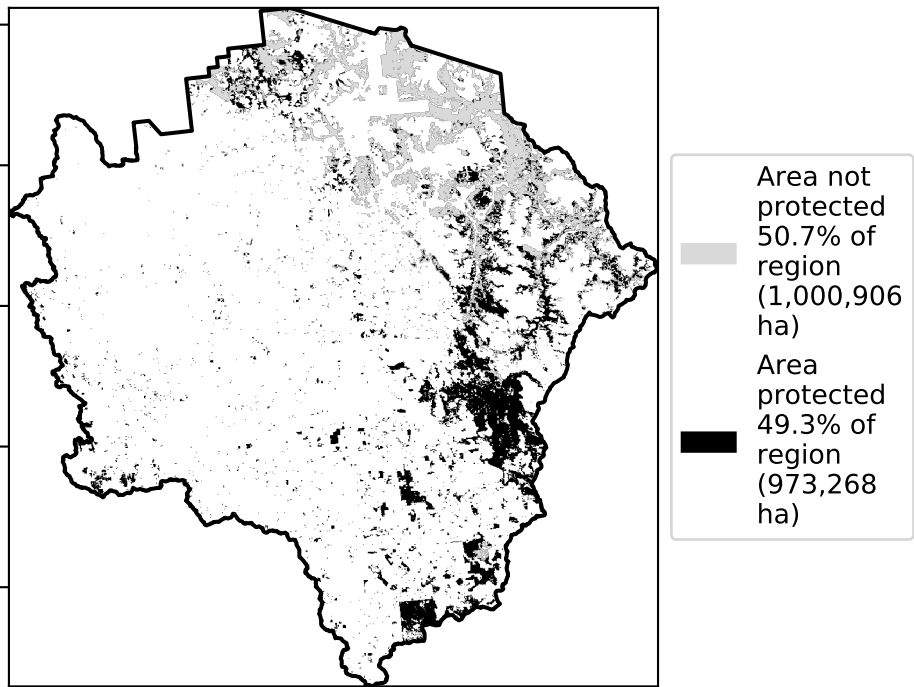 Area not
protected
50.7% of
region
(1,000,906
ha)
Area
protected
49.3% of
region
(973,268
ha)